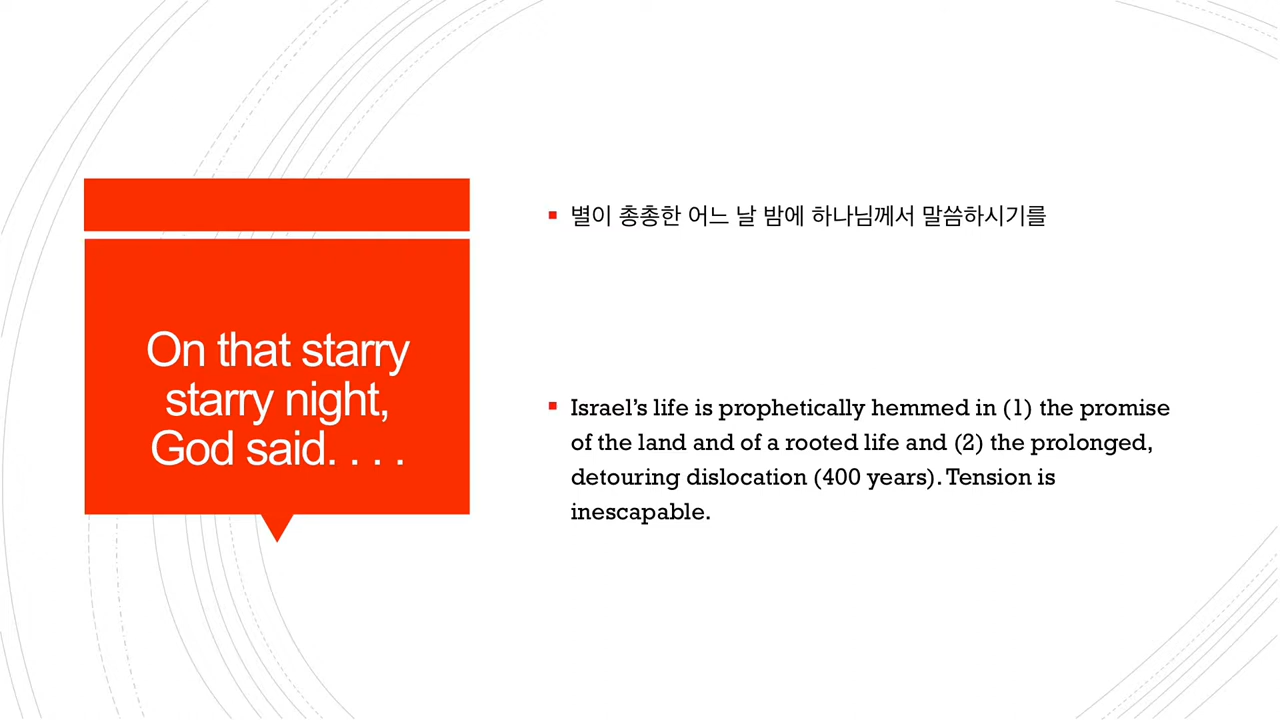 On that starry
starry night,
God said. . . .
별이 총총한 어느 날 밤에 하나님께서 말씀하시기를
Israel’s life is prophetically hemmed in (1) the promise
of the land and of a rooted life and (2) the prolonged,
detouring dislocation (400 years). Tension is
inescapable.